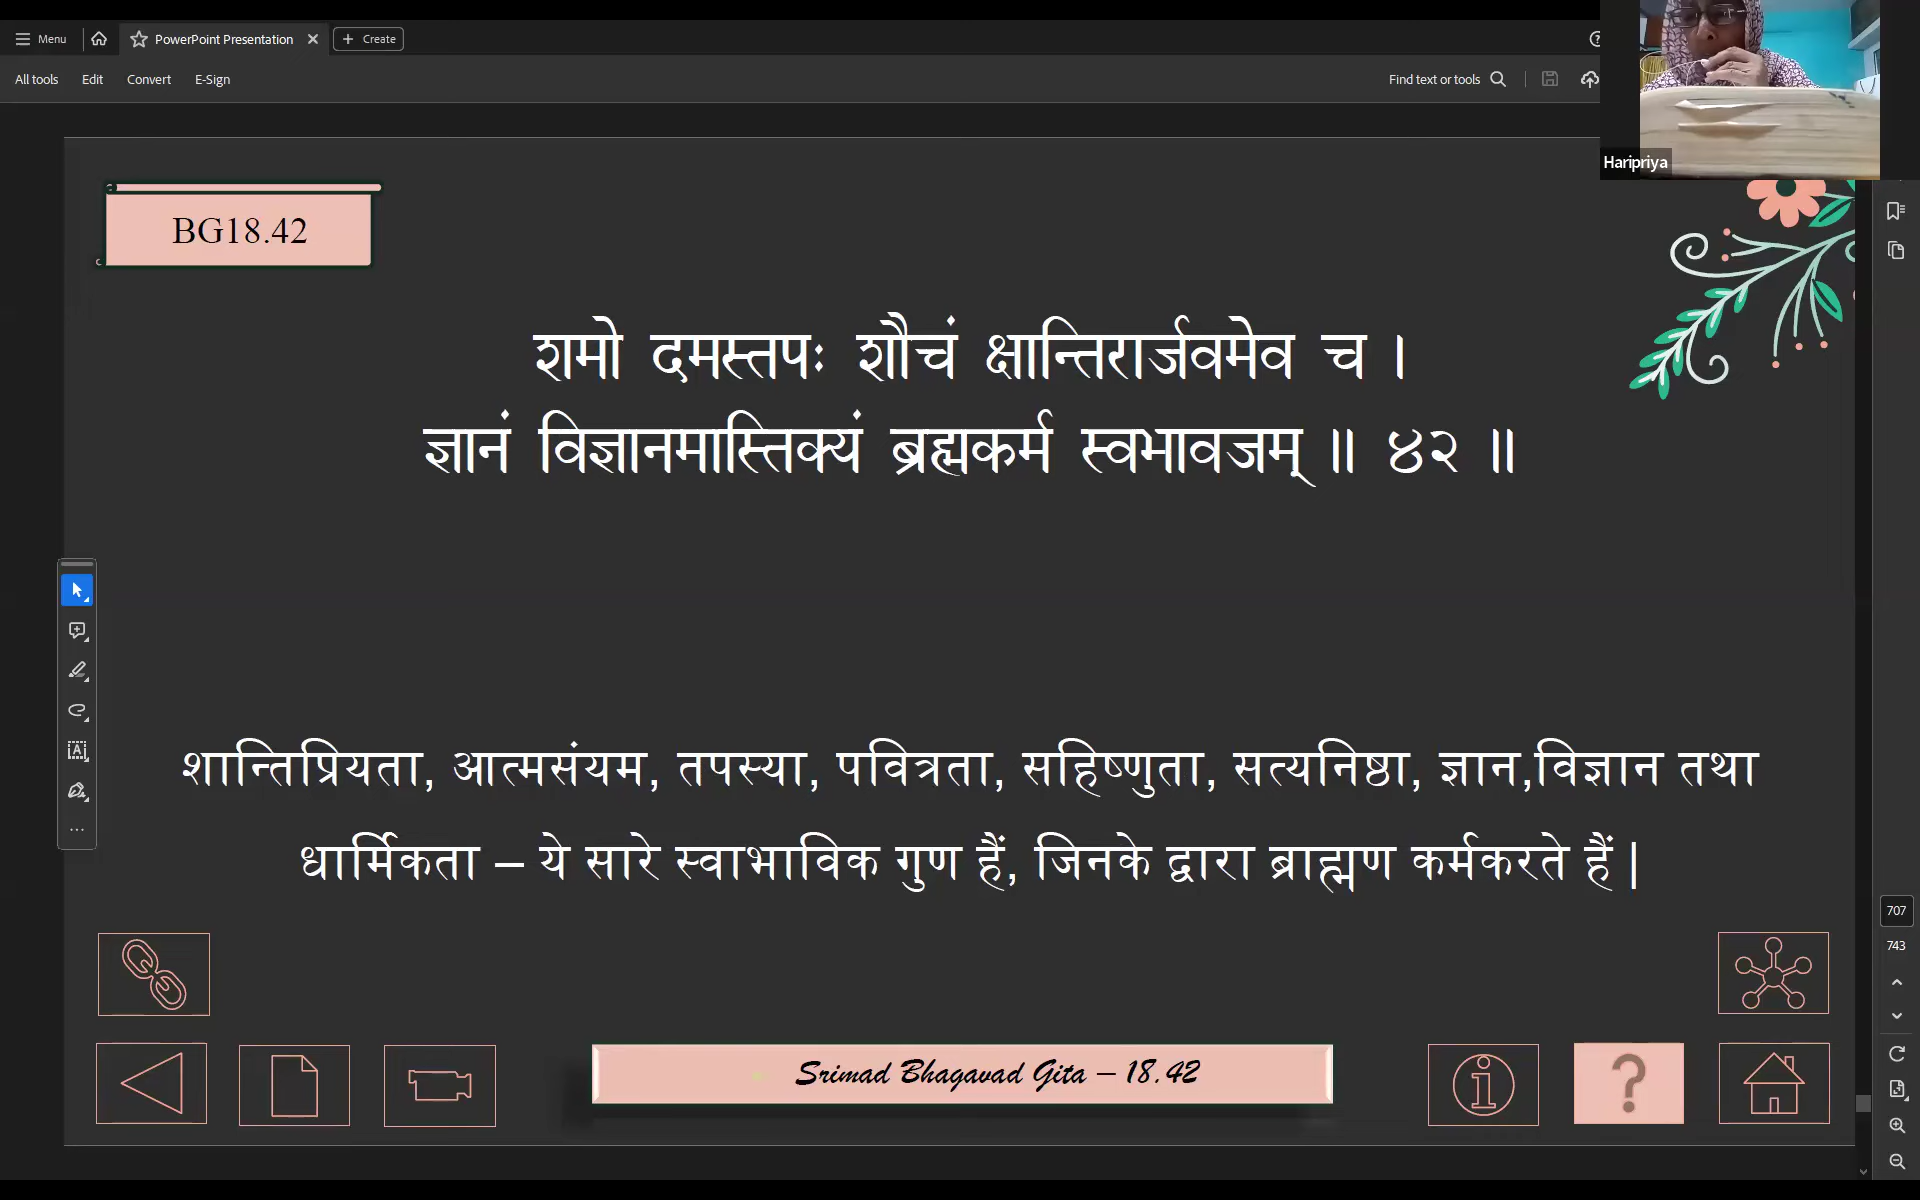 Menu
PowerPoint Presentation
Create
All tools
Edit
Convert
E-Sign
Find text or tools
Haripriya
BG18.42
शमो दमस्तपः शौचं क्षान्तिरार्जवमेव च ।
ज्ञानं विज्ञानमास्तिक्यं ब्रह्मकर्म स्वभावजम् ॥ ४२ ॥
शान्तिप्रियता, आत्मसंयम, तपस्या, पवित्रता, सहिष्णुता, सत्यनिष्ठा, ज्ञान,विज्ञान तथा
धार्मिकता – ये सारे स्वाभाविक गुण हैं, जिनके द्वारा ब्राह्मण कर्मकरते हैं |
707
743
Srimad Bhagavad Gita – 18.42